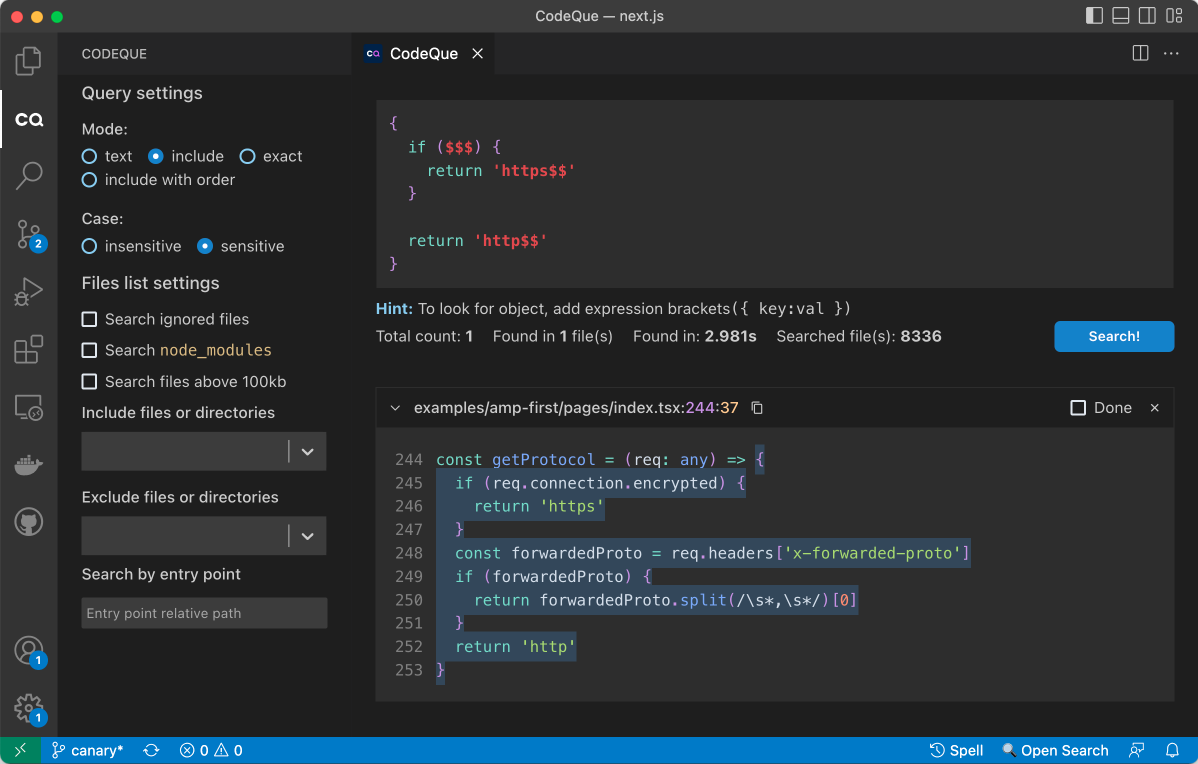 CodeQue — next.js
CODEQUE
CQ CodeQue
Query settings
Mode:
text include exact
include with order
Case:
insensitive sensitive
Files list settings
Search ignored files
Search node_modules
Search files above 100kb
Include files or directories
Exclude files or directories
Search by entry point
Entry point relative path
CQ
2
1
1
{
if ($$$) {
return 'https$$'
}
return 'http$$'
}
Hint: To look for object, add expression brackets({ key:val })
Total count: 1 Found in 1 file(s) Found in: 2.981s Searched file(s): 8336
Search!
examples/amp-first/pages/index.tsx:244:37
Done
244 const getProtocol = (req: any) => {
245 if (req.connection.encrypted) {
246 return 'https'
247 }
248 const forwardedProto = req.headers['x-forwarded-proto']
249 if (forwardedProto) {
250 return forwardedProto.split(/\s*,\s*/)[0]
251 }
252 return 'http'
253 }
canary* 0 0 Spell Open Search